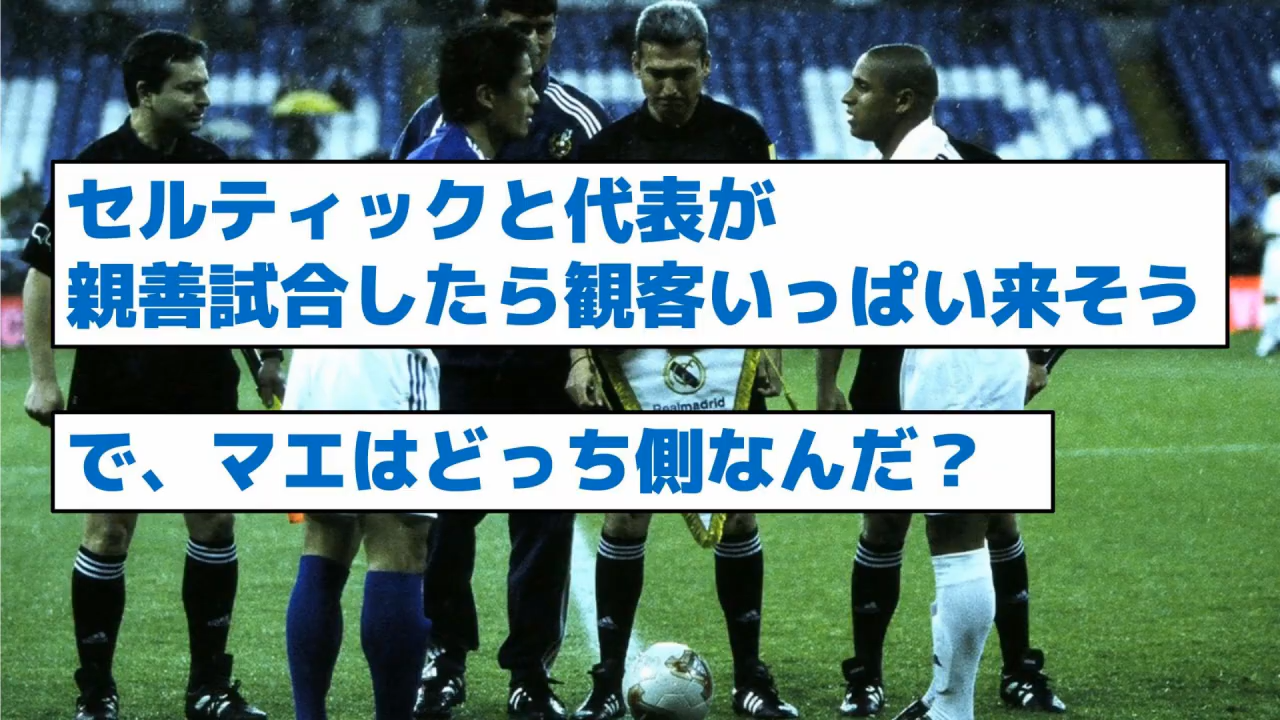 セルティックと代表が
親善試合したら観客いっぱい来そう
Realmadrid
で、マエはどっち側なんだ？